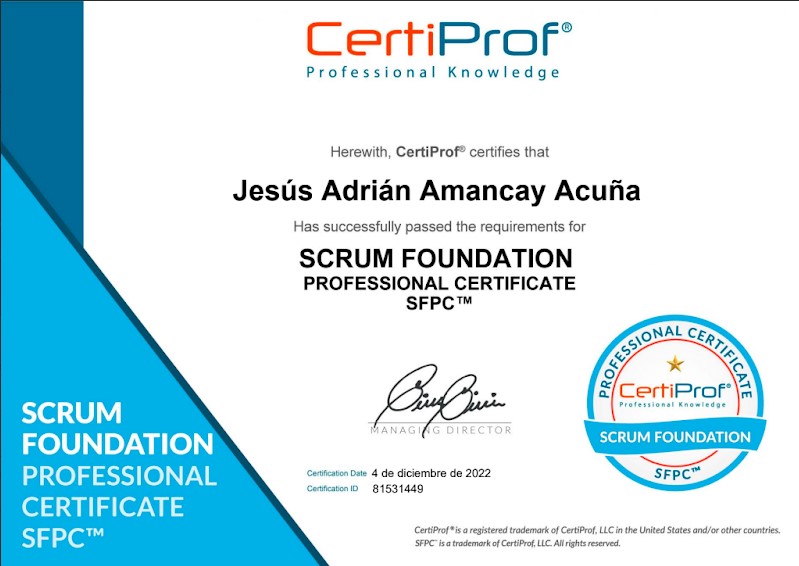 CertiProf®
Professional Knowledge
Herewith, CertiProf® certifies that
Jesús Adrián Amancay Acuña
Has successfully passed the requirements for
SCRUM FOUNDATION
PROFESSIONAL CERTIFICATE
SFPC™
MANAGING DIRECTOR
Certification Date 4 de diciembre de 2022
Certification ID 81531449
SCRUM
FOUNDATION
PROFESSIONAL
CERTIFICATE
SFPC™
PROFESSIONAL CERTIFICATE
CertiProf®
Professional Knowledge
SCRUM FOUNDATION
SFPC™
CertiProf® is a registered trademark of CertiProf, LLC in the United States and/or other countries.
SFPC™ is a trademark of CertiProf, LLC. All rights reserved.